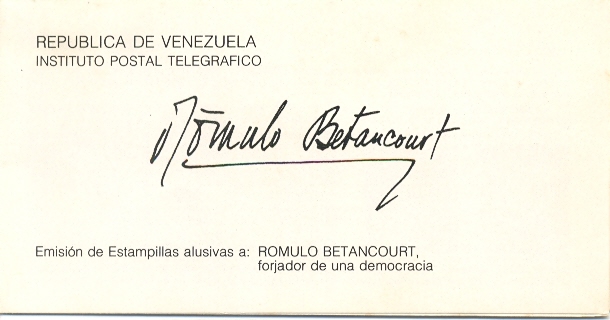 REPUBLICA DE VENEZUELA
INSTITUTO POSTAL TELEGRAFICO
Rómulo Betancourt
Emisión de Estampillas alusivas a: ROMULO BETANCOURT,
forjador de una democracia